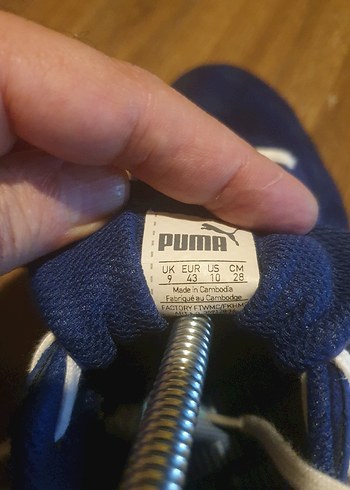 PUMA
UK EUR US CM
9 43 10 28
Made in Cambodia
Fabriqué au Cambodge